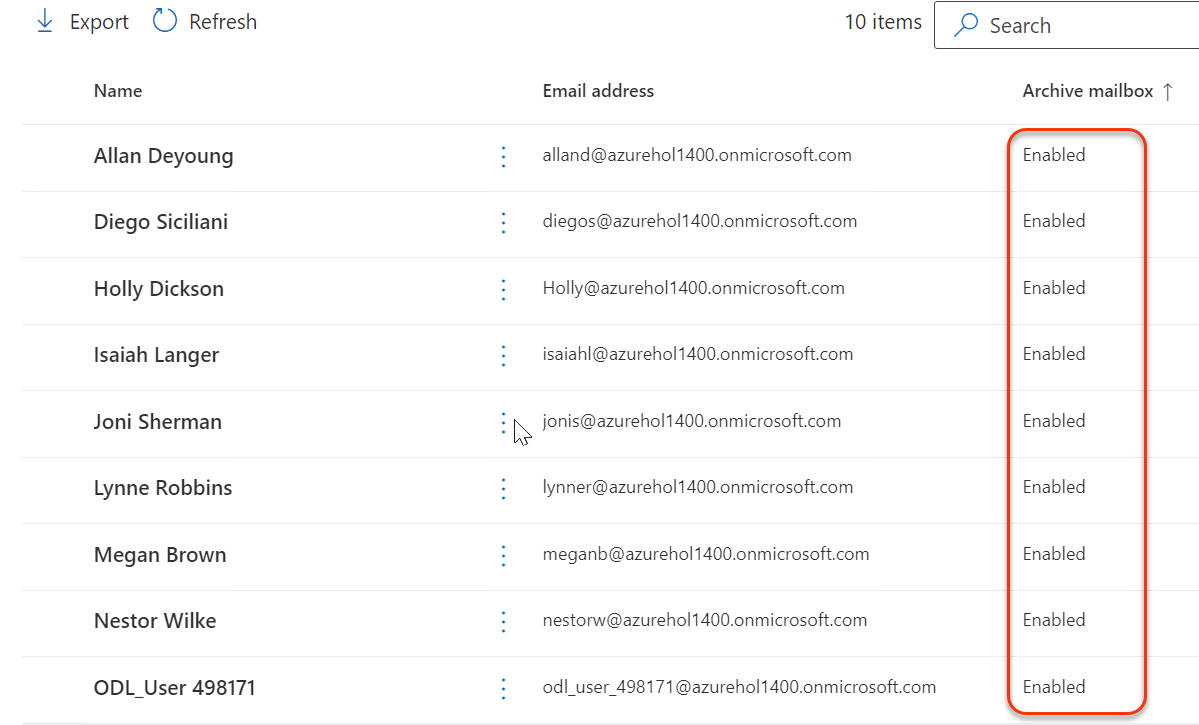 Export Refresh 10 items Search
Name Email address Archive mailbox ↑
Allan Deyoung alland@azurehol1400.onmicrosoft.com Enabled
Diego Siciliani diegos@azurehol1400.onmicrosoft.com Enabled
Holly Dickson Holly@azurehol1400.onmicrosoft.com Enabled
Isaiah Langer isaiahl@azurehol1400.onmicrosoft.com Enabled
Joni Sherman jonis@azurehol1400.onmicrosoft.com Enabled
Lynne Robbins lynner@azurehol1400.onmicrosoft.com Enabled
Megan Brown meganb@azurehol1400.onmicrosoft.com Enabled
Nestor Wilke nestorw@azurehol1400.onmicrosoft.com Enabled
ODL_User 498171 odl_user_498171@azurehol1400.onmicrosoft.com Enabled